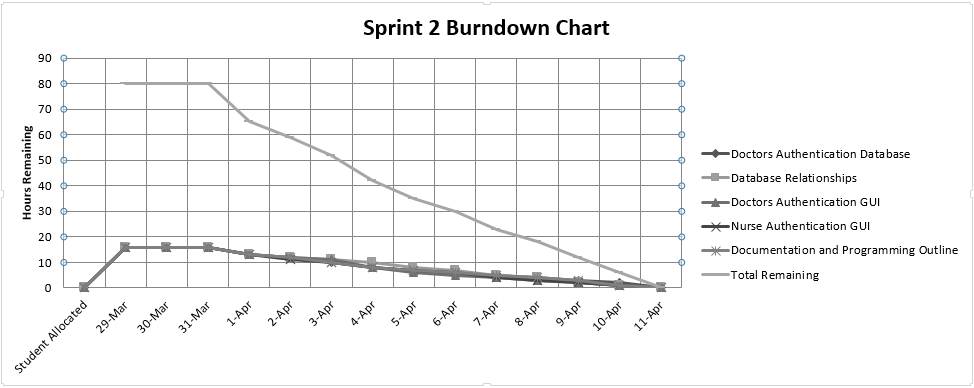 Sprint 2 Burndown Chart
Hours Remaining
90
80
70
60
50
40
30
20
10
0
Student Allocated
29-Mar
30-Mar
31-Mar
1-Apr
2-Apr
3-Apr
4-Apr
5-Apr
6-Apr
7-Apr
8-Apr
9-Apr
10-Apr
11-Apr
Doctors Authentication Database
Database Relationships
Doctors Authentication GUI
Nurse Authentication GUI
Documentation and Programming Outline
Total Remaining